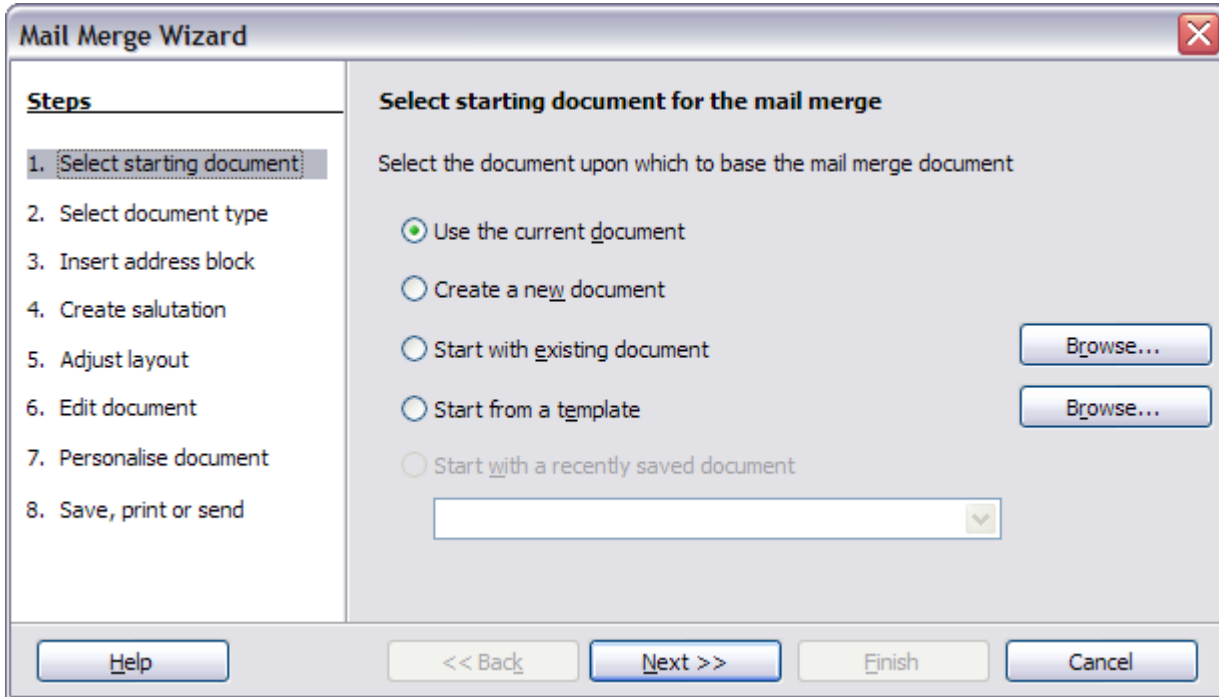 Mail Merge Wizard
Steps
1. Select starting document
2. Select document type
3. Insert address block
4. Create salutation
5. Adjust layout
6. Edit document
7. Personalise document
8. Save, print or send
Select starting document for the mail merge
Select the document upon which to base the mail merge document
Use the current document
Create a new document
Start with existing document
Browse...
Start from a template
Browse...
Start with a recently saved document
Help
<< Back
Next >>
Finish
Cancel